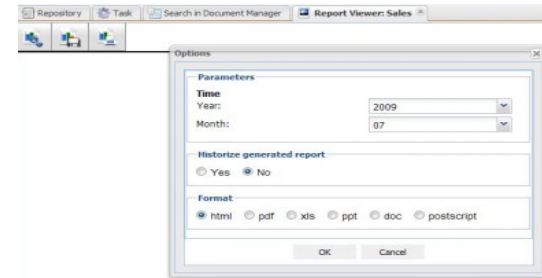 Repository Task Search in Document Manager Report Viewer: Sales
Options
Parameters
Time
Year: 2009
Month: 07
Historize generated report
Yes No
Format
html pdf xls ppt doc postscript
OK Cancel